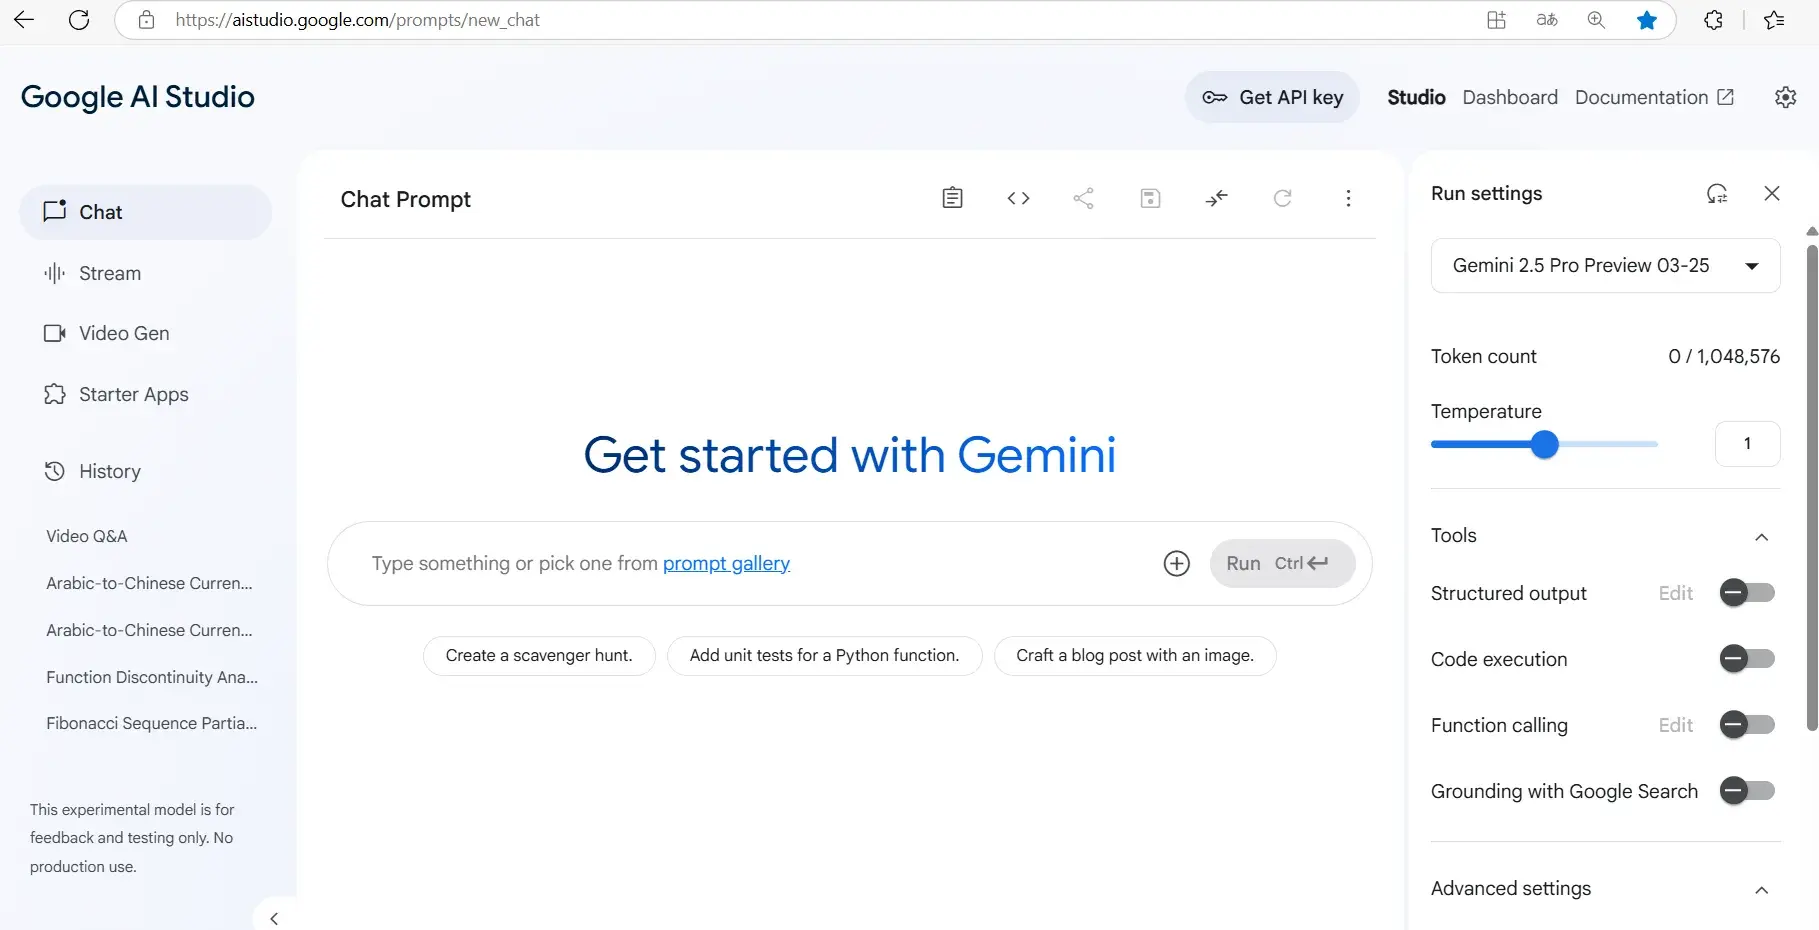 https://aistudio.google.com/prompts/new_chat
aあ
Google AI Studio
Get API key
Studio
Dashboard
Documentation
Chat
Stream
Video Gen
Starter Apps
History
Video Q&A
Arabic-to-Chinese Curren...
Arabic-to-Chinese Curren...
Function Discontinuity Ana...
Fibonacci Sequence Partia...
This experimental model is for
feedback and testing only. No
production use.
Chat Prompt
Get started with Gemini
Type something or pick one from prompt gallery
Run Ctrl
Create a scavenger hunt.
Add unit tests for a Python function.
Craft a blog post with an image.
Run settings
Gemini 2.5 Pro Preview 03-25
Token count 0 / 1,048,576
Temperature
1
Tools
Structured output Edit
Code execution
Function calling Edit
Grounding with Google Search
Advanced settings